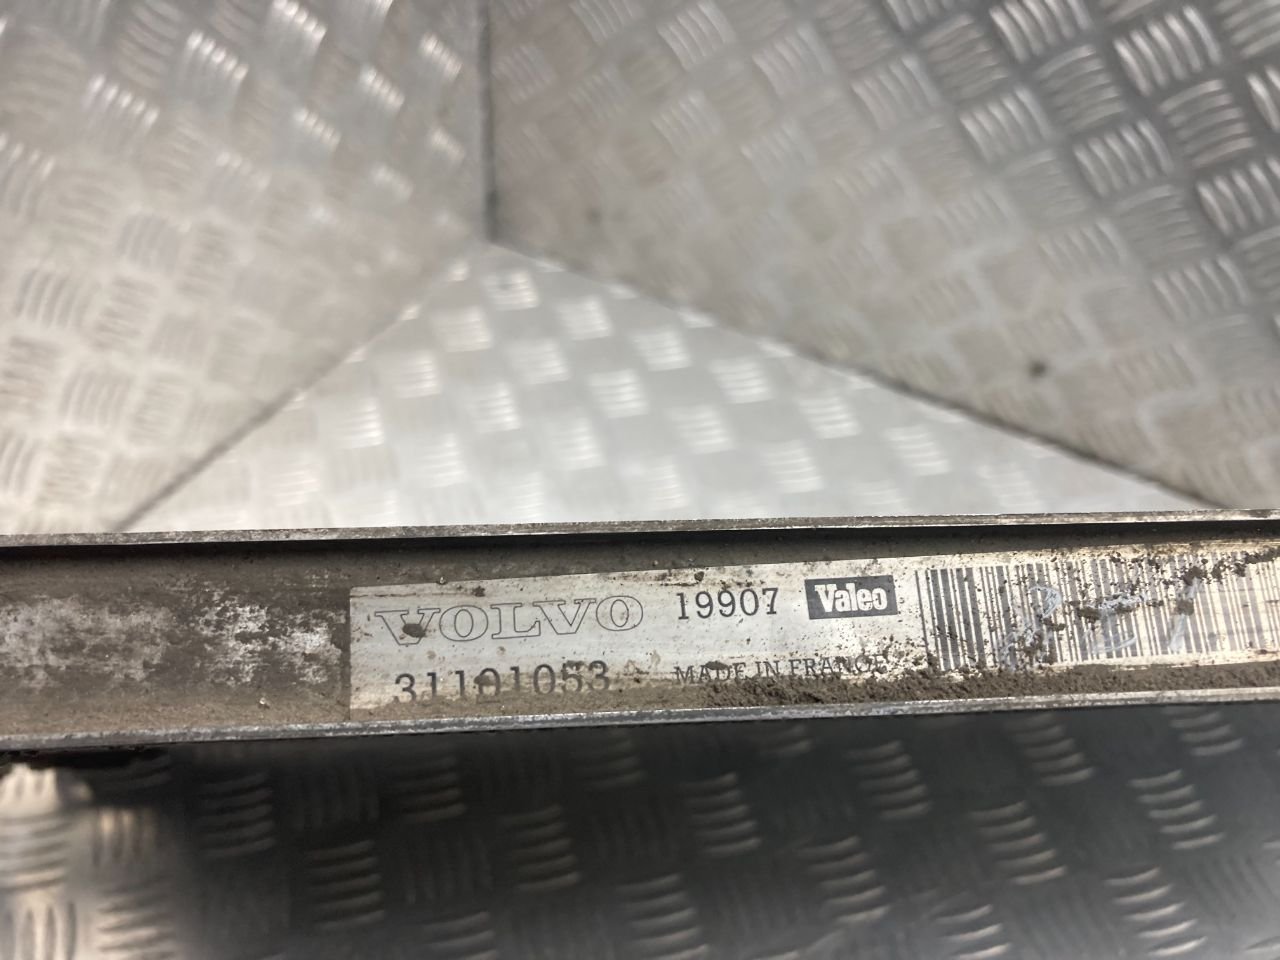 VOLVO 19907 Valeo
31101053 MADE IN FRANCE